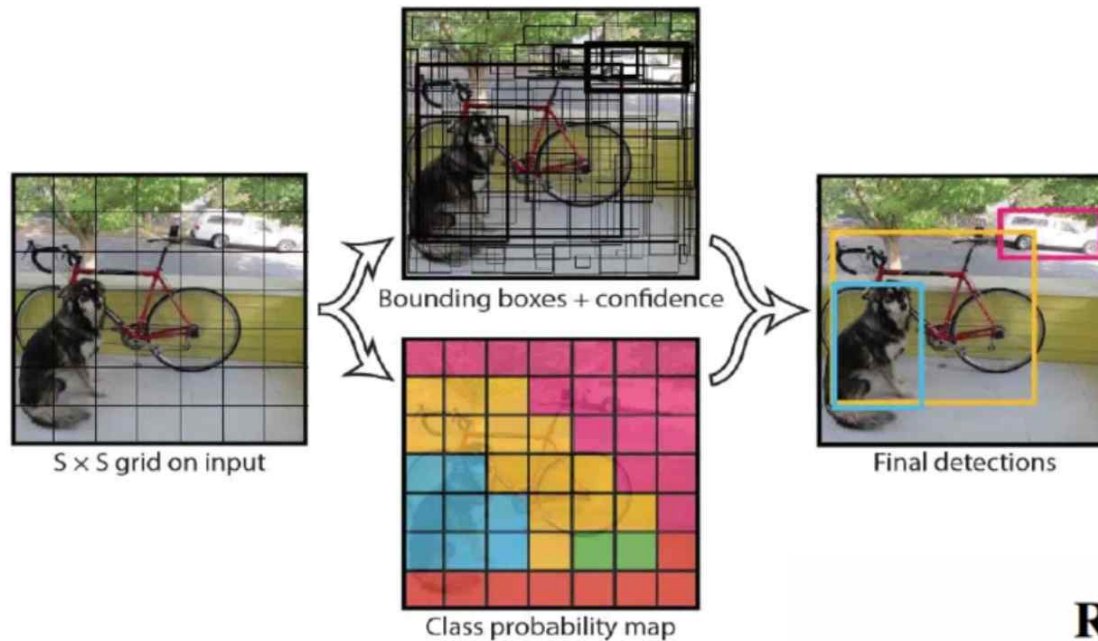 Bounding boxes + confidence
S × S grid on input
Final detections
Class probability map
R